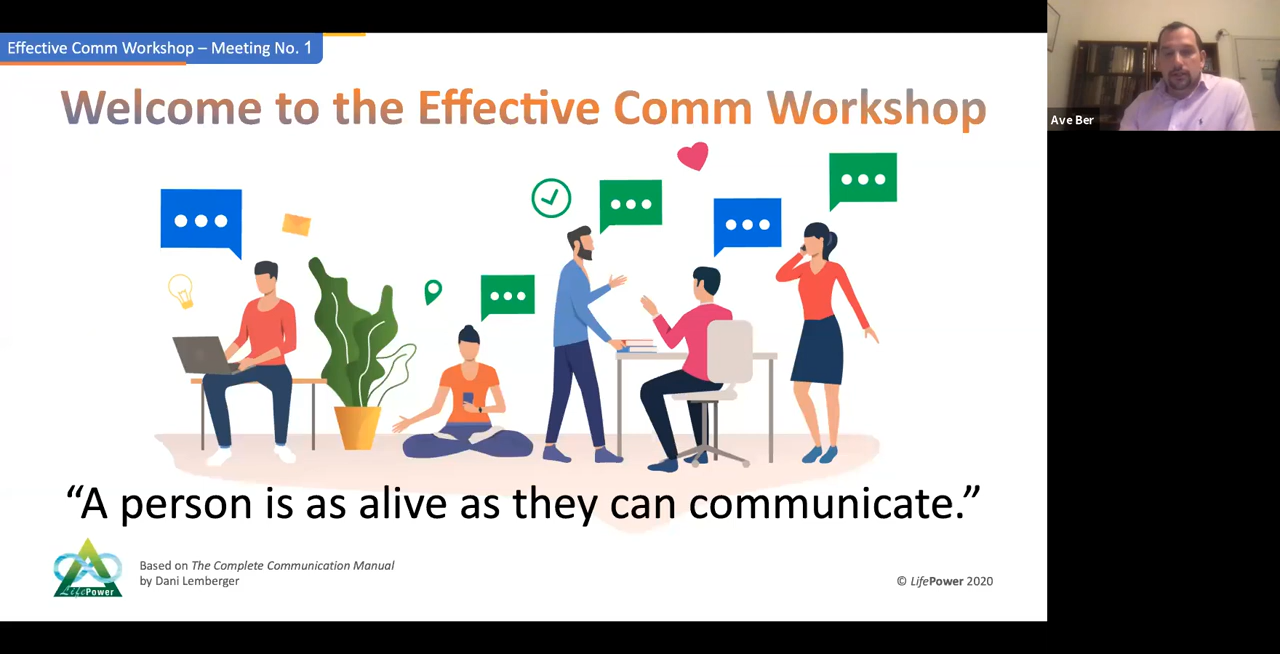 Effective Comm Workshop – Meeting No. 1
Welcome to the Effective Comm Workshop
Ave Ber
“A person is as alive as they can communicate.”
LifePower
Based on The Complete Communication Manual
by Dani Lemberger
© LifePower 2020